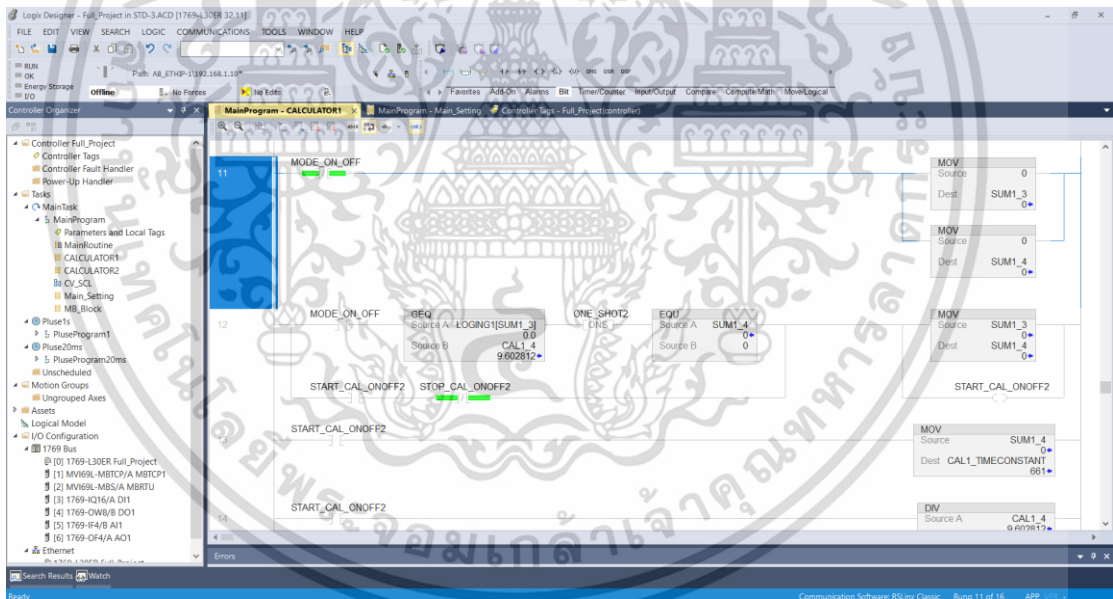 Logix Designer - Full_Project in STD-3.ACD [1769-L30ER 32.11]
FILE EDIT VIEW SEARCH LOGIC COMMUNICATIONS TOOLS WINDOW HELP
RUN
OK
Energy Storage
I/O
Path: AB_ETHIP-1\192.168.1.10*
Offline
No Forces
No Edits
Favorites Add-On Alarms Bit Timer/Counter Input/Output Compare Compute/Math Move/Logical
Controller Organizer
MainProgram - CALCULATOR1
MainProgram - Main_Setting
Controller Tags - Full_Project(controller)
Controller Full_Project
Controller Tags
Controller Fault Handler
Power-Up Handler
Tasks
MainTask
MainProgram
Parameters and Local Tags
MainRoutine
CALCULATOR1
CALCULATOR2
CV_SCL
Main_Setting
MB_Block
Pluse1s
PluseProgram1
Pluse20ms
PluseProgram20ms
Unscheduled
Motion Groups
Ungrouped Axes
Assets
Logical Model
I/O Configuration
1769 Bus
[0] 1769-L30ER Full_Project
[1] MVI69L-MBTCP/A MBTCP1
[2] MVI69L-MBS/A MBRTU
[3] 1769-IQ16/A DI1
[4] 1769-OW8/B DO1
[5] 1769-IF4/B AI1
[6] 1769-OF4/A AO1
Ethernet
1769-L30ER Full_Project
11
MODE_ON_OFF
MOV
Source 0
Dest SUM1_3
0
MOV
Source 0
Dest SUM1_4
0
12
MODE_ON_OFF
GEQ
Source A LOGING1[SUM1_3]
0.0
Source B CAL1_4
9.602812
ONE_SHOT2
ONS
EQU
Source A SUM1_4
0
Source B 0
MOV
Source SUM1_3
0
Dest SUM1_4
0
START_CAL_ONOFF2 STOP_CAL_ONOFF2
START_CAL_ONOFF2
13
START_CAL_ONOFF2
MOV
Source SUM1_4
0
Dest CAL1_TIMECONSTANT
661
14
START_CAL_ONOFF2
DIV
Source A CAL1_4
9.602812
Errors
Search Results Watch
Ready
Communication Software: RSLinx Classic
Rung 11 of 16
APP VER